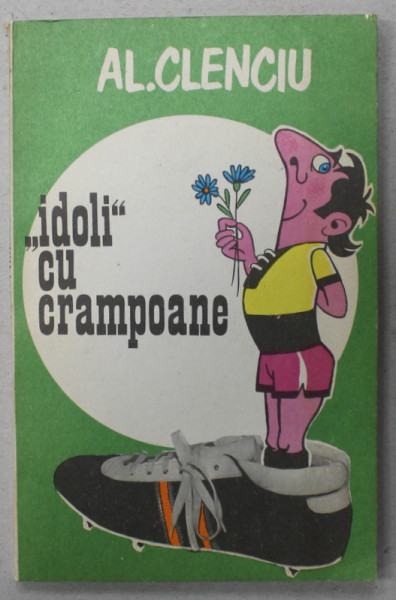 AL.CLENCIU
„idoli“
cu
crampoane